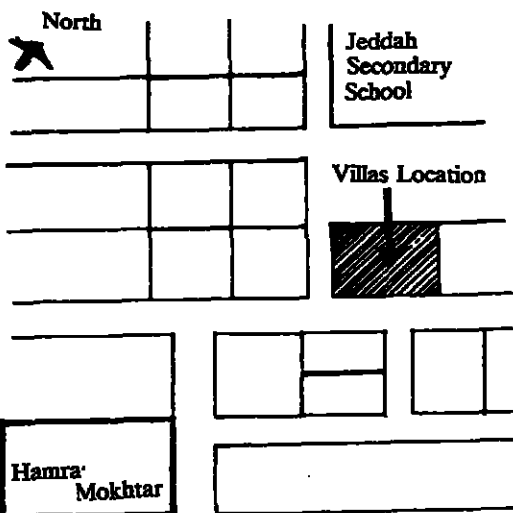 North
Jeddah
Secondary
School
Villas Location
Hamra
Mokhtar